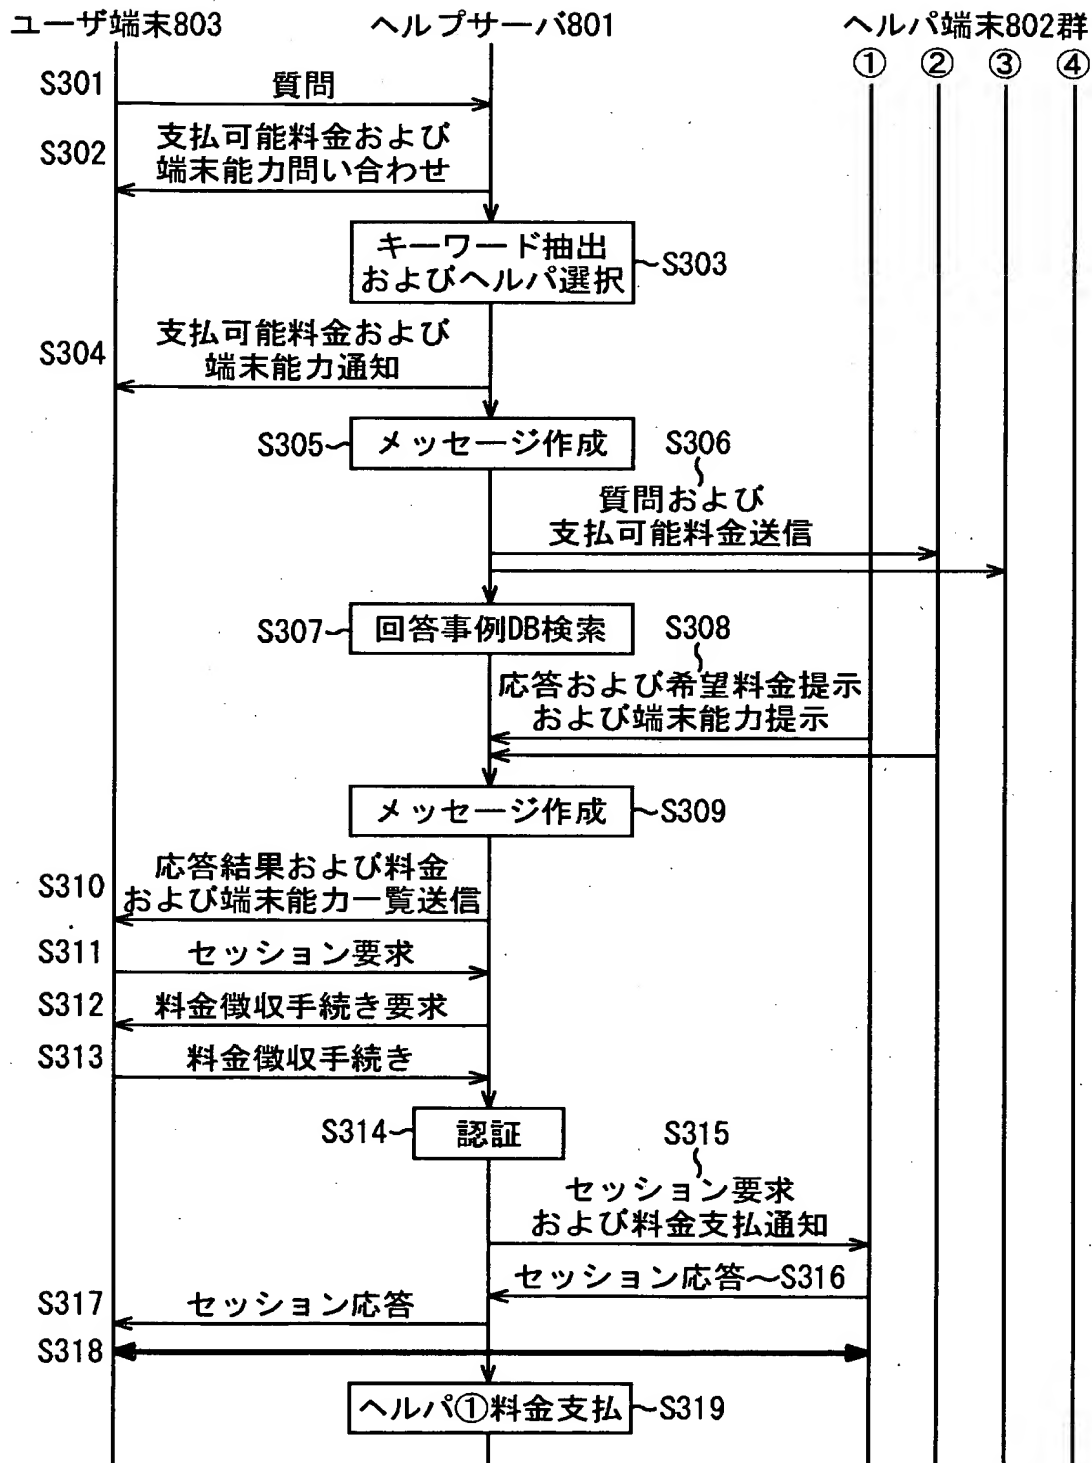 ユーザ端末803
ヘルプサーバ801
ヘルパ端末802群
① ② ③ ④
S301
質問
S302
支払可能料金および
端末能力問い合わせ
キーワード抽出
およびヘルパ選択
S303
S304
支払可能料金および
端末能力通知
S305
メッセージ作成
S306
質問および
支払可能料金送信
S307
回答事例DB検索
S308
応答および希望料金提示
および端末能力提示
メッセージ作成
S309
S310
応答結果および料金
および端末能力一覧送信
S311
セッション要求
S312
料金徴収手続き要求
S313
料金徴収手続き
S314
認証
S315
セッション要求
および料金支払通知
セッション応答〜S316
S317
セッション応答
S318
ヘルパ①料金支払
S319